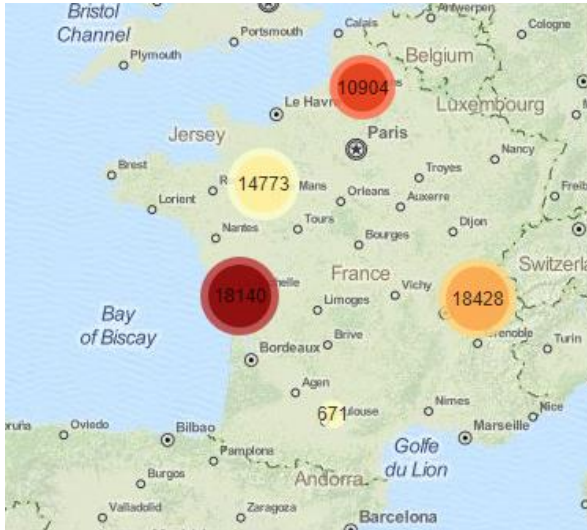 Bristol
Channel
Portsmouth
Plymouth
Calais
Antwerpen
Cologne
Belgium
10904
Luxembourg
Le Havre
Jersey
Paris
Nancy
Brest
14773
Mans
Troyes
Lorient
Orleans
Auxerre
Nantes
Tours
Bourges
Dijon
France
Switzerl
18140
Limoges
Vichy
18428
Bay
of Biscay
Brive
Turin
Bordeaux
Agen
671
Nimes
Nice
Oviedo
Bilbao
Marseille
Golfe
du Lion
Pamplona
Burgos
Andorra
Valladolid
Zaragoza
Barcelona